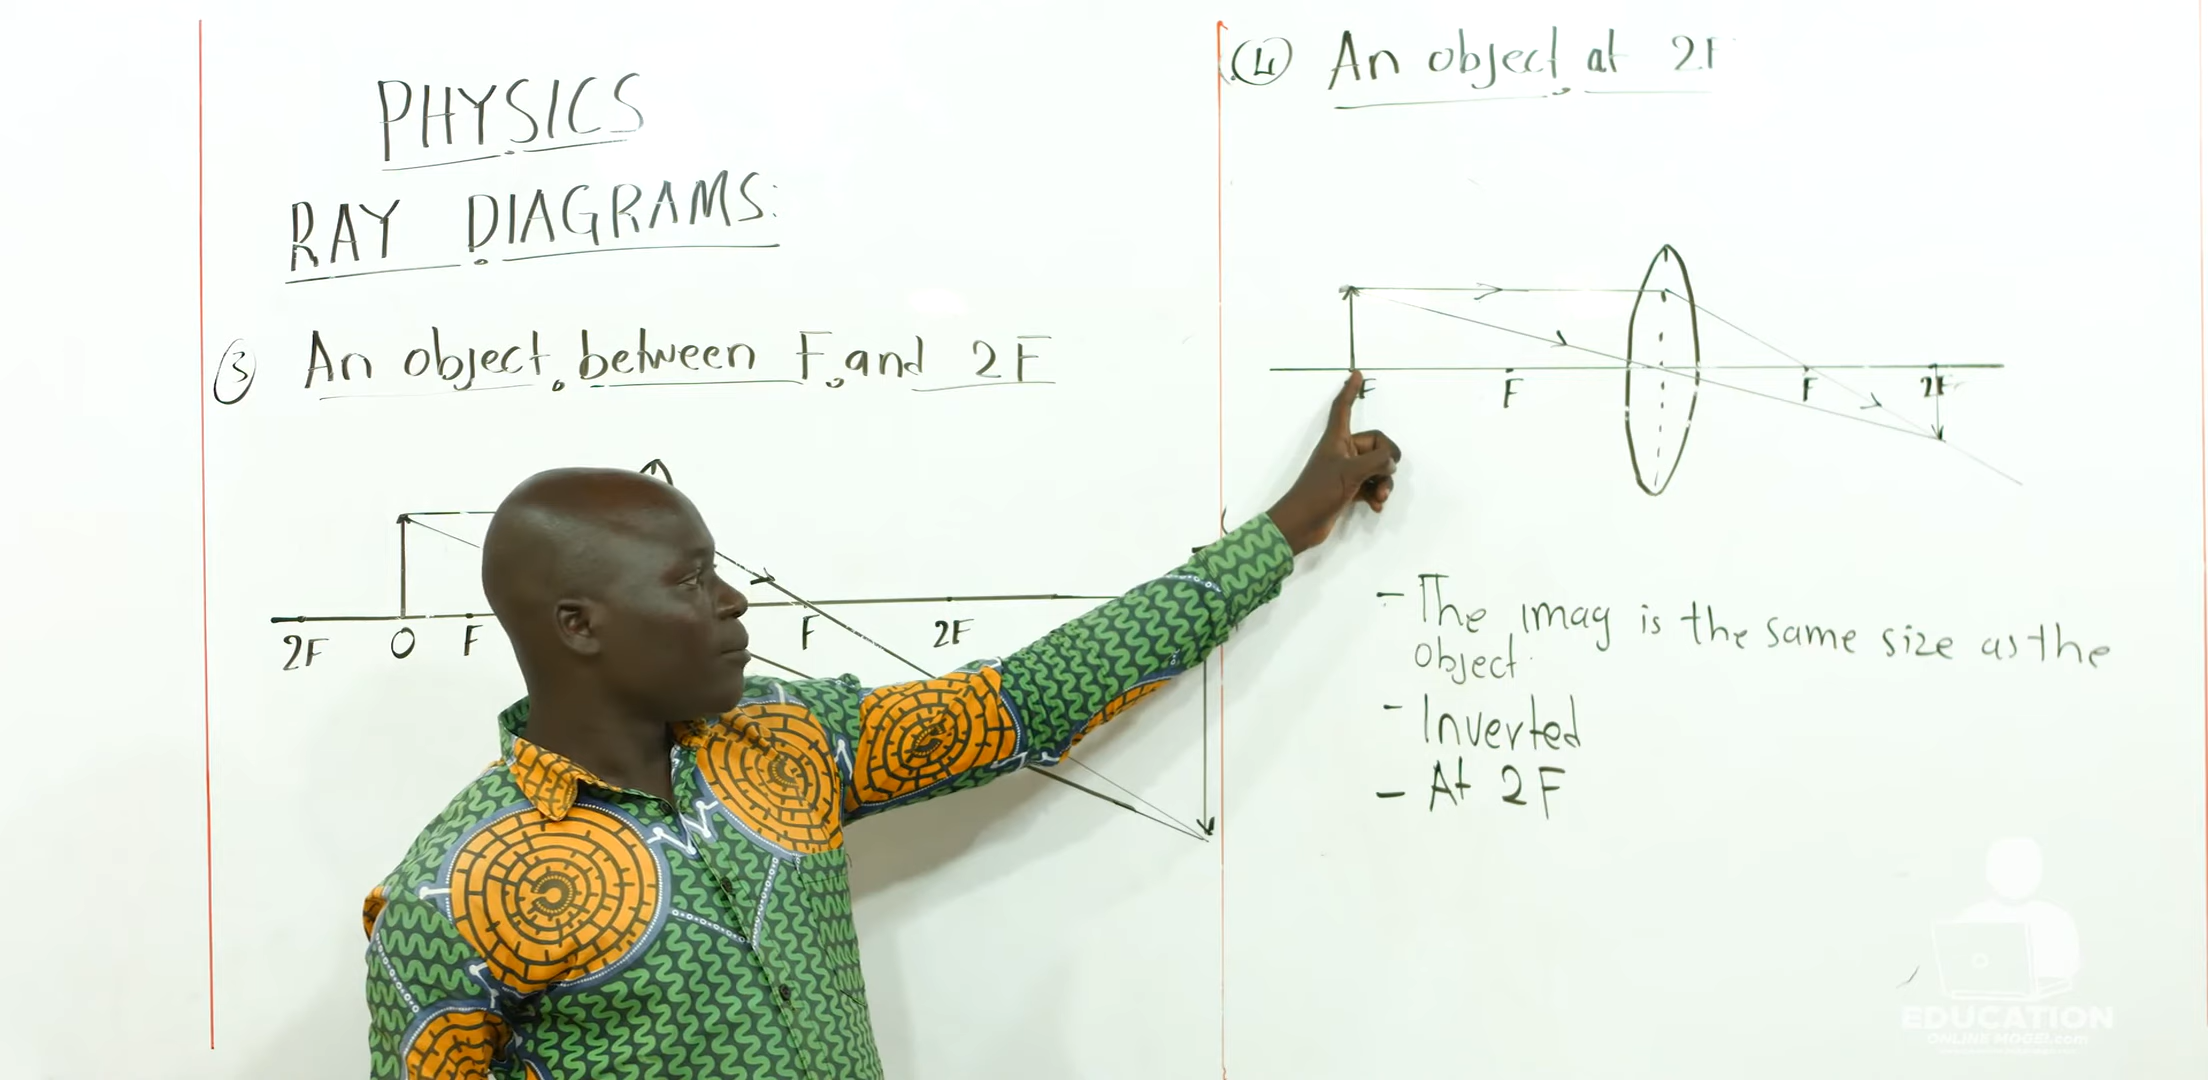 PHYSICS
RAY DIAGRAMS:
(3) An object between F and 2F
2F O F F 2F
(4) An object at 2F
F F F 2F
- The imag is the same size as the
object.
- Inverted
- At 2F
EDUCATION